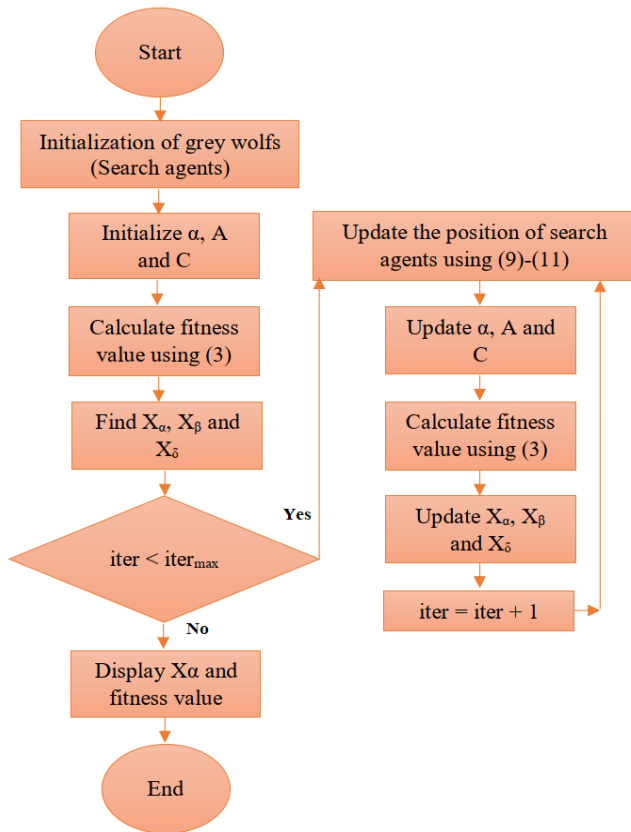 Start
Initialization of grey wolfs
(Search agents)
Initialize α, A
and C
Calculate fitness
value using (3)
Find Xα, Xβ and
Xδ
iter < itermax
Yes
No
Display Xα and
fitness value
End
Update the position of search
agents using (9)-(11)
Update α, A and
C
Calculate fitness
value using (3)
Update Xα, Xβ
and Xδ
iter = iter + 1